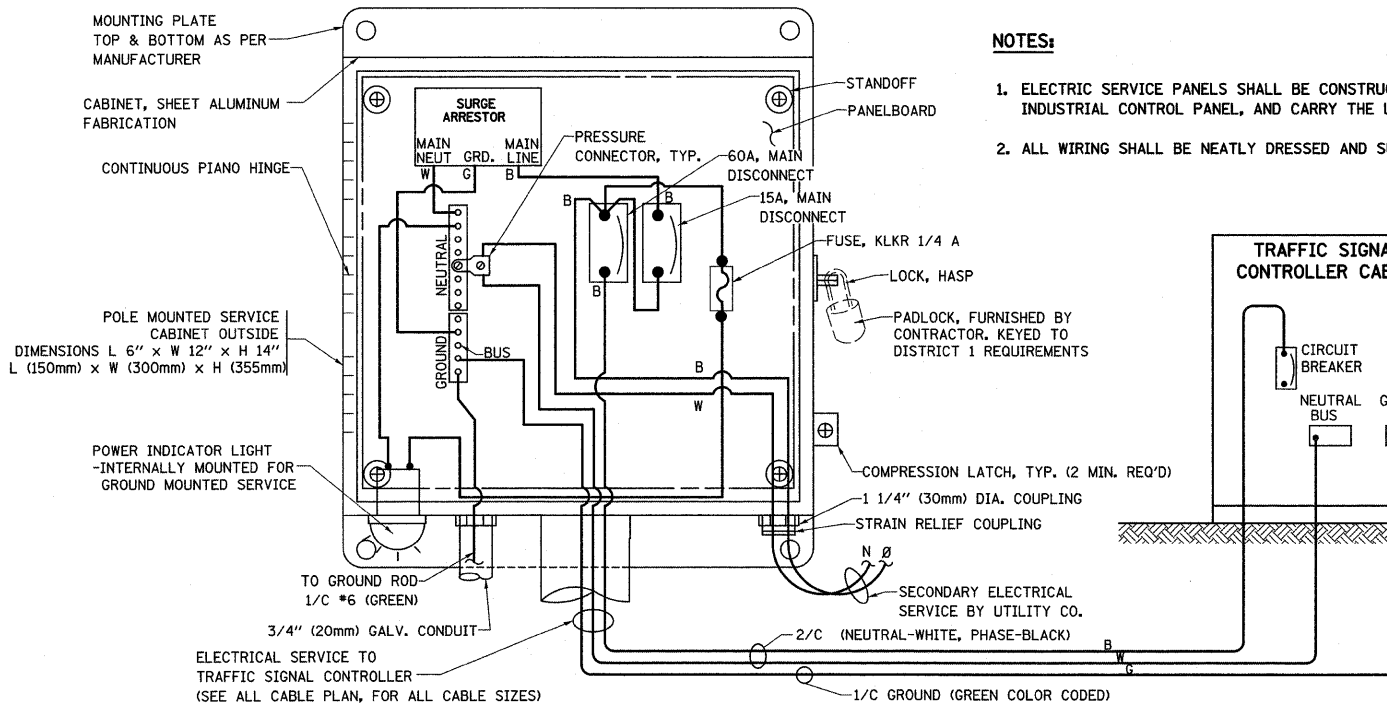 MOUNTING PLATE
TOP & BOTTOM AS PER
MANUFACTURER
CABINET, SHEET ALUMINUM
FABRICATION
CONTINUOUS PIANO HINGE
POLE MOUNTED SERVICE
CABINET OUTSIDE
DIMENSIONS L 6" x W 12" x H 14"
L (150mm) x W (300mm) x H (355mm)
POWER INDICATOR LIGHT
-INTERNALLY MOUNTED FOR
GROUND MOUNTED SERVICE
SURGE
ARRESTOR
MAIN
NEUT
GRD.
MAIN
LINE
W
G
B
PRESSURE
CONNECTOR, TYP.
60A, MAIN
DISCONNECT
15A, MAIN
DISCONNECT
B
B
B
NEUTRAL
GROUND
BUS
B
W
STANDOFF
PANELBOARD
FUSE, KLKR 1/4 A
LOCK, HASP
PADLOCK, FURNISHED BY
CONTRACTOR. KEYED TO
DISTRICT 1 REQUIREMENTS
COMPRESSION LATCH, TYP. (2 MIN. REQ'D)
1 1/4" (30mm) DIA. COUPLING
STRAIN RELIEF COUPLING
N Ø
SECONDARY ELECTRICAL
SERVICE BY UTILITY CO.
TO GROUND ROD
1/C #6 (GREEN)
3/4" (20mm) GALV. CONDUIT
ELECTRICAL SERVICE TO
TRAFFIC SIGNAL CONTROLLER
(SEE ALL CABLE PLAN, FOR ALL CABLE SIZES)
2/C (NEUTRAL-WHITE, PHASE-BLACK)
B
W
G
1/C GROUND (GREEN COLOR CODED)
NOTES:
1. ELECTRIC SERVICE PANELS SHALL BE CONSTRU
INDUSTRIAL CONTROL PANEL, AND CARRY THE
2. ALL WIRING SHALL BE NEATLY DRESSED AND S
TRAFFIC SIGNA
CONTROLLER CAB
CIRCUIT
BREAKER
NEUTRAL
BUS
G